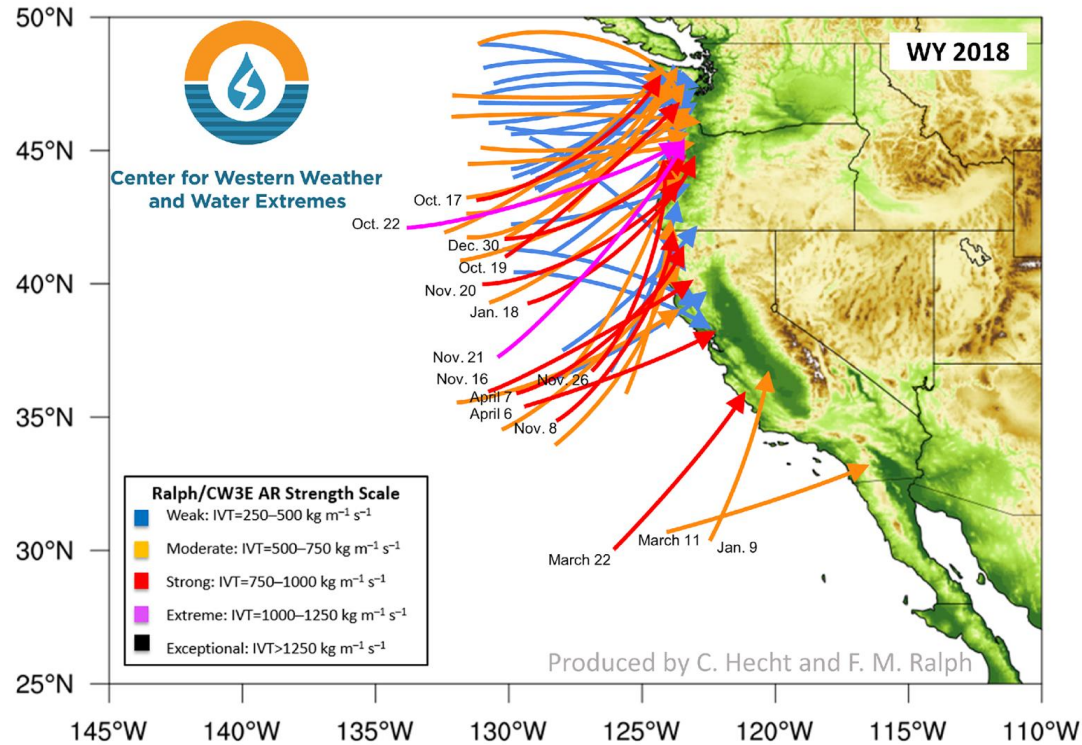 50°N
45°N
40°N
35°N
30°N
25°N
145°W
140°W
135°W
130°W
125°W
120°W
115°W
110°W
WY 2018
Center for Western Weather
and Water Extremes
Oct. 17
Oct. 22
Dec. 30
Oct. 19
Nov. 20
Jan. 18
Nov. 21
Nov. 16
Nov. 26
April 7
April 6
Nov. 8
March 22
March 11
Jan. 9
Ralph/CW3E AR Strength Scale
Weak: IVT=250–500 kg m⁻¹ s⁻¹
Moderate: IVT=500–750 kg m⁻¹ s⁻¹
Strong: IVT=750–1000 kg m⁻¹ s⁻¹
Extreme: IVT=1000–1250 kg m⁻¹ s⁻¹
Exceptional: IVT>1250 kg m⁻¹ s⁻¹
Produced by C. Hecht and F. M. Ralph